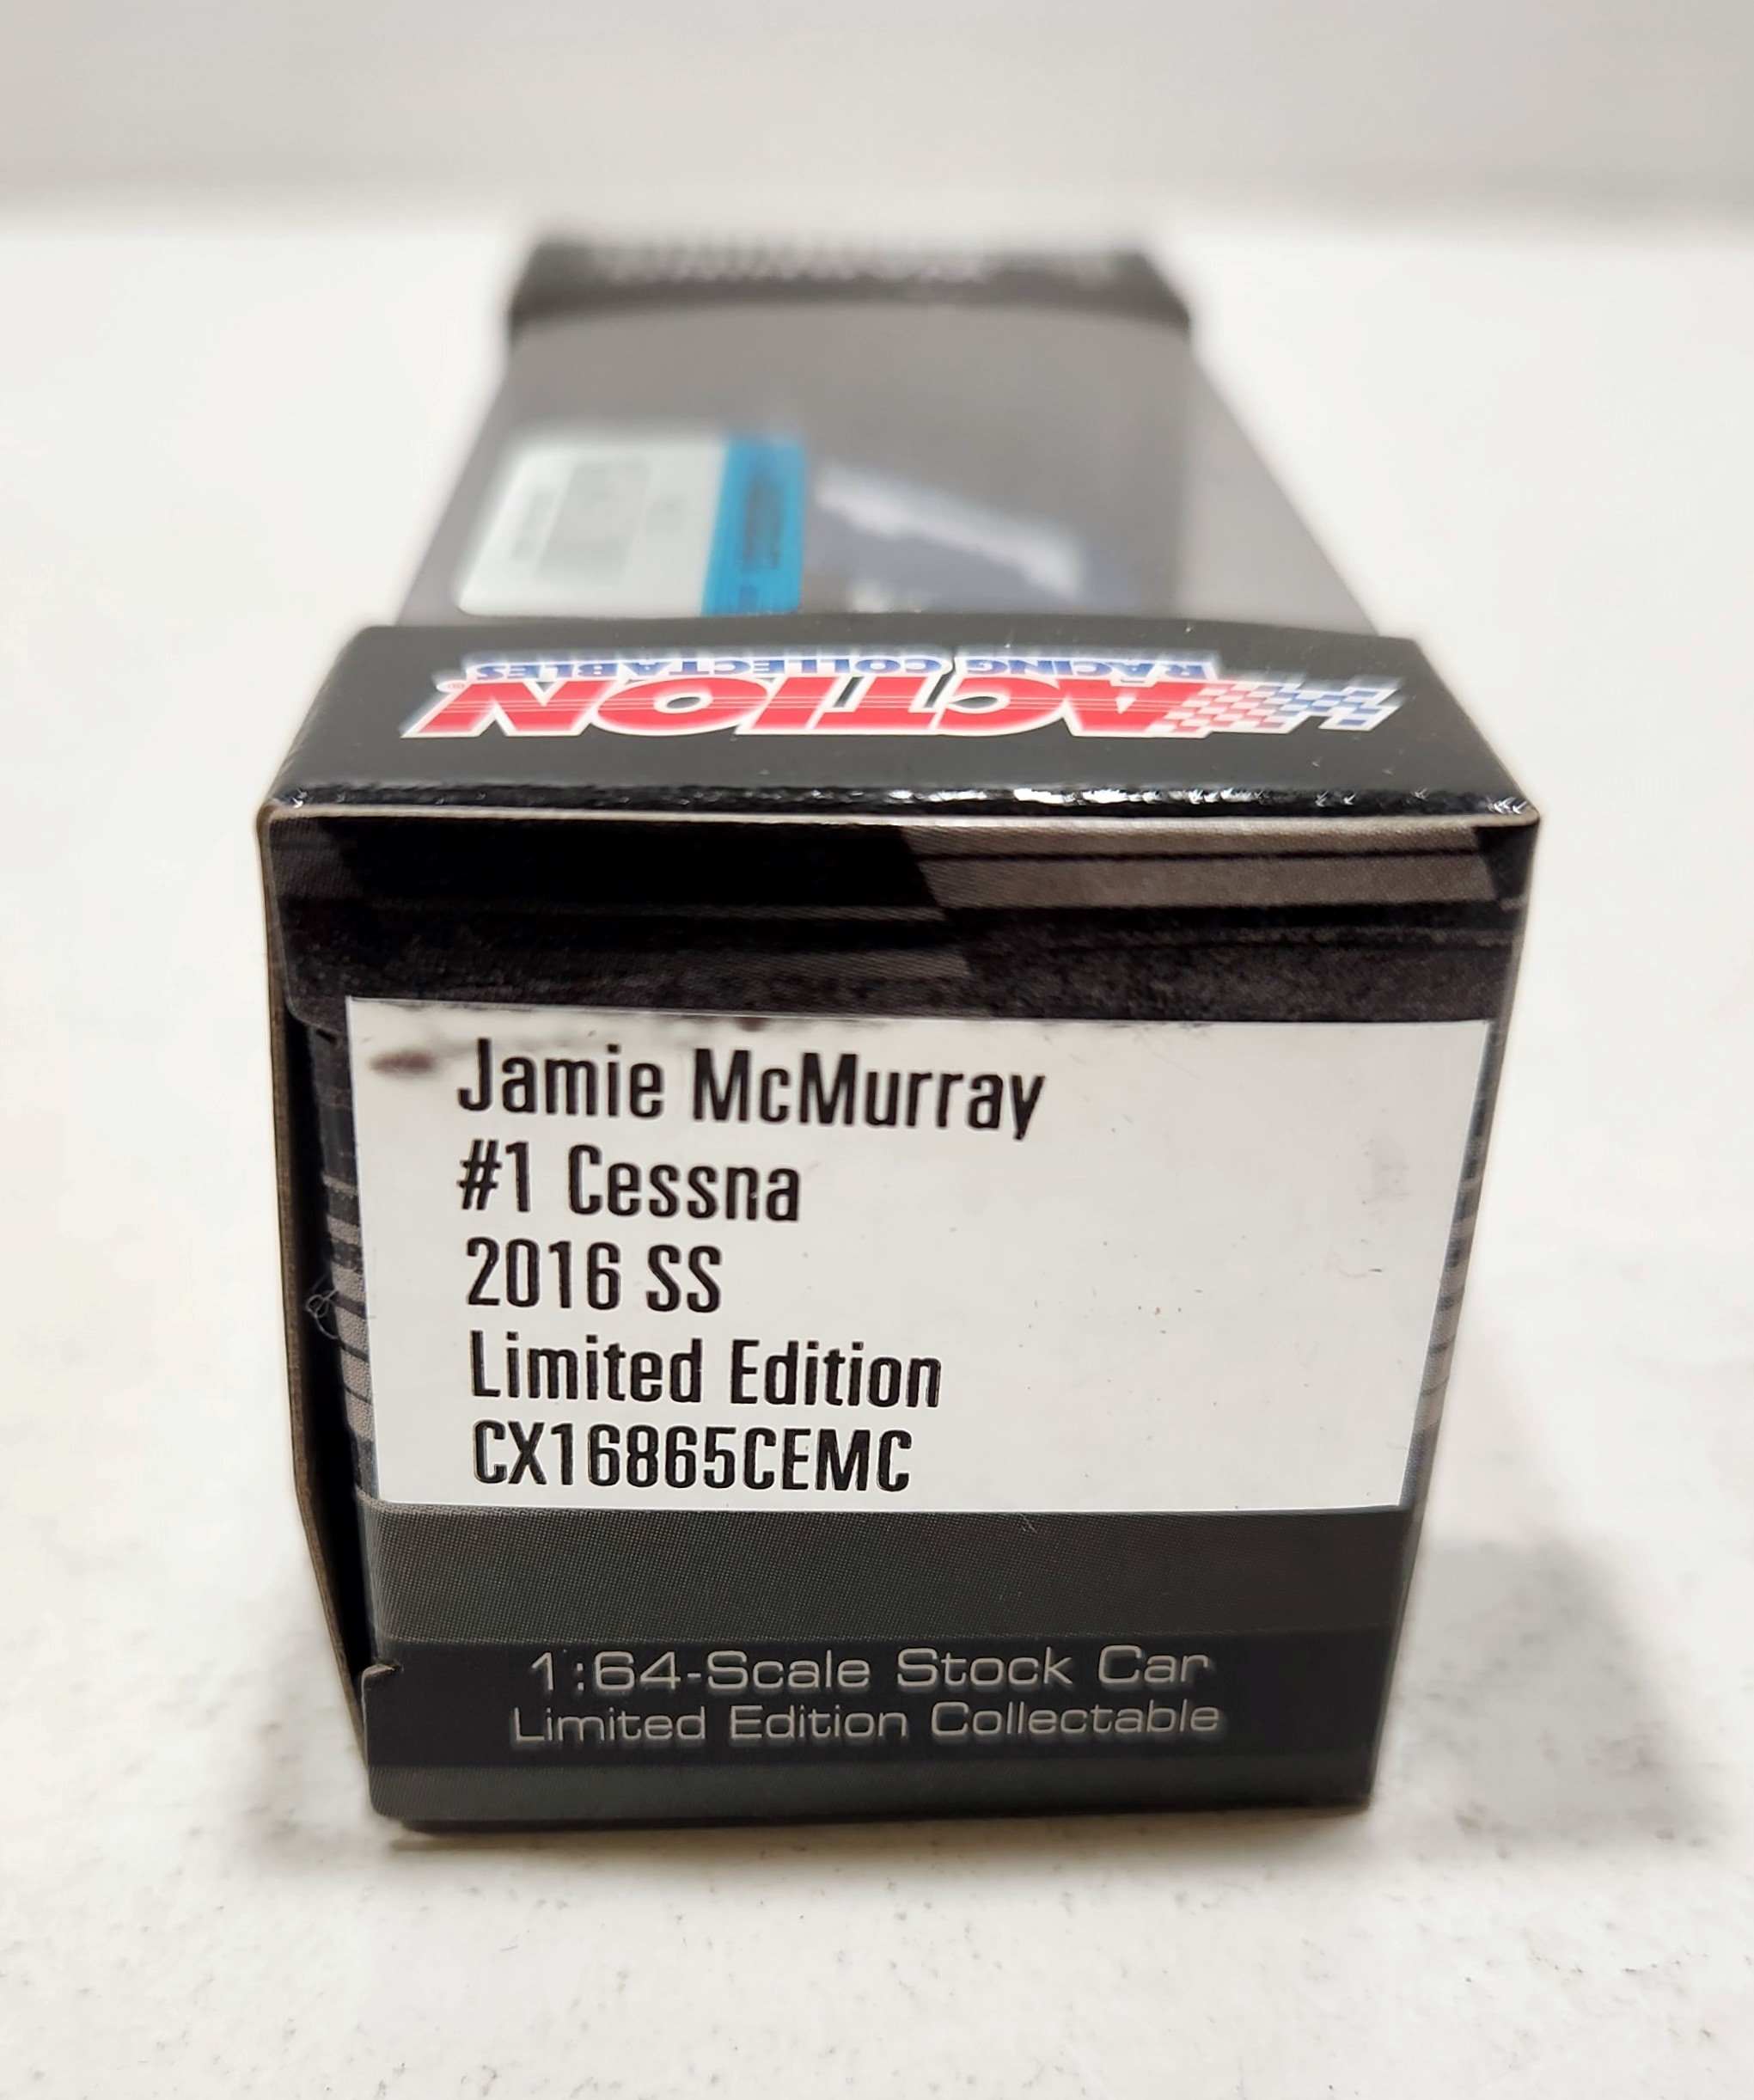 ACTION®
RACING COLLECTABLES
Jamie McMurray
#1 Cessna
2016 SS
Limited Edition
CX16865CEMC
1:64-Scale Stock Car
Limited Edition Collectable